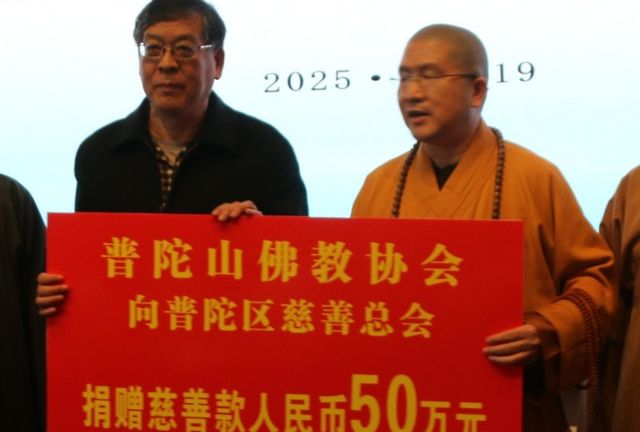 2025 • 19
普陀山佛教协会
向普陀区慈善总会
捐赠慈善款人民币50万元